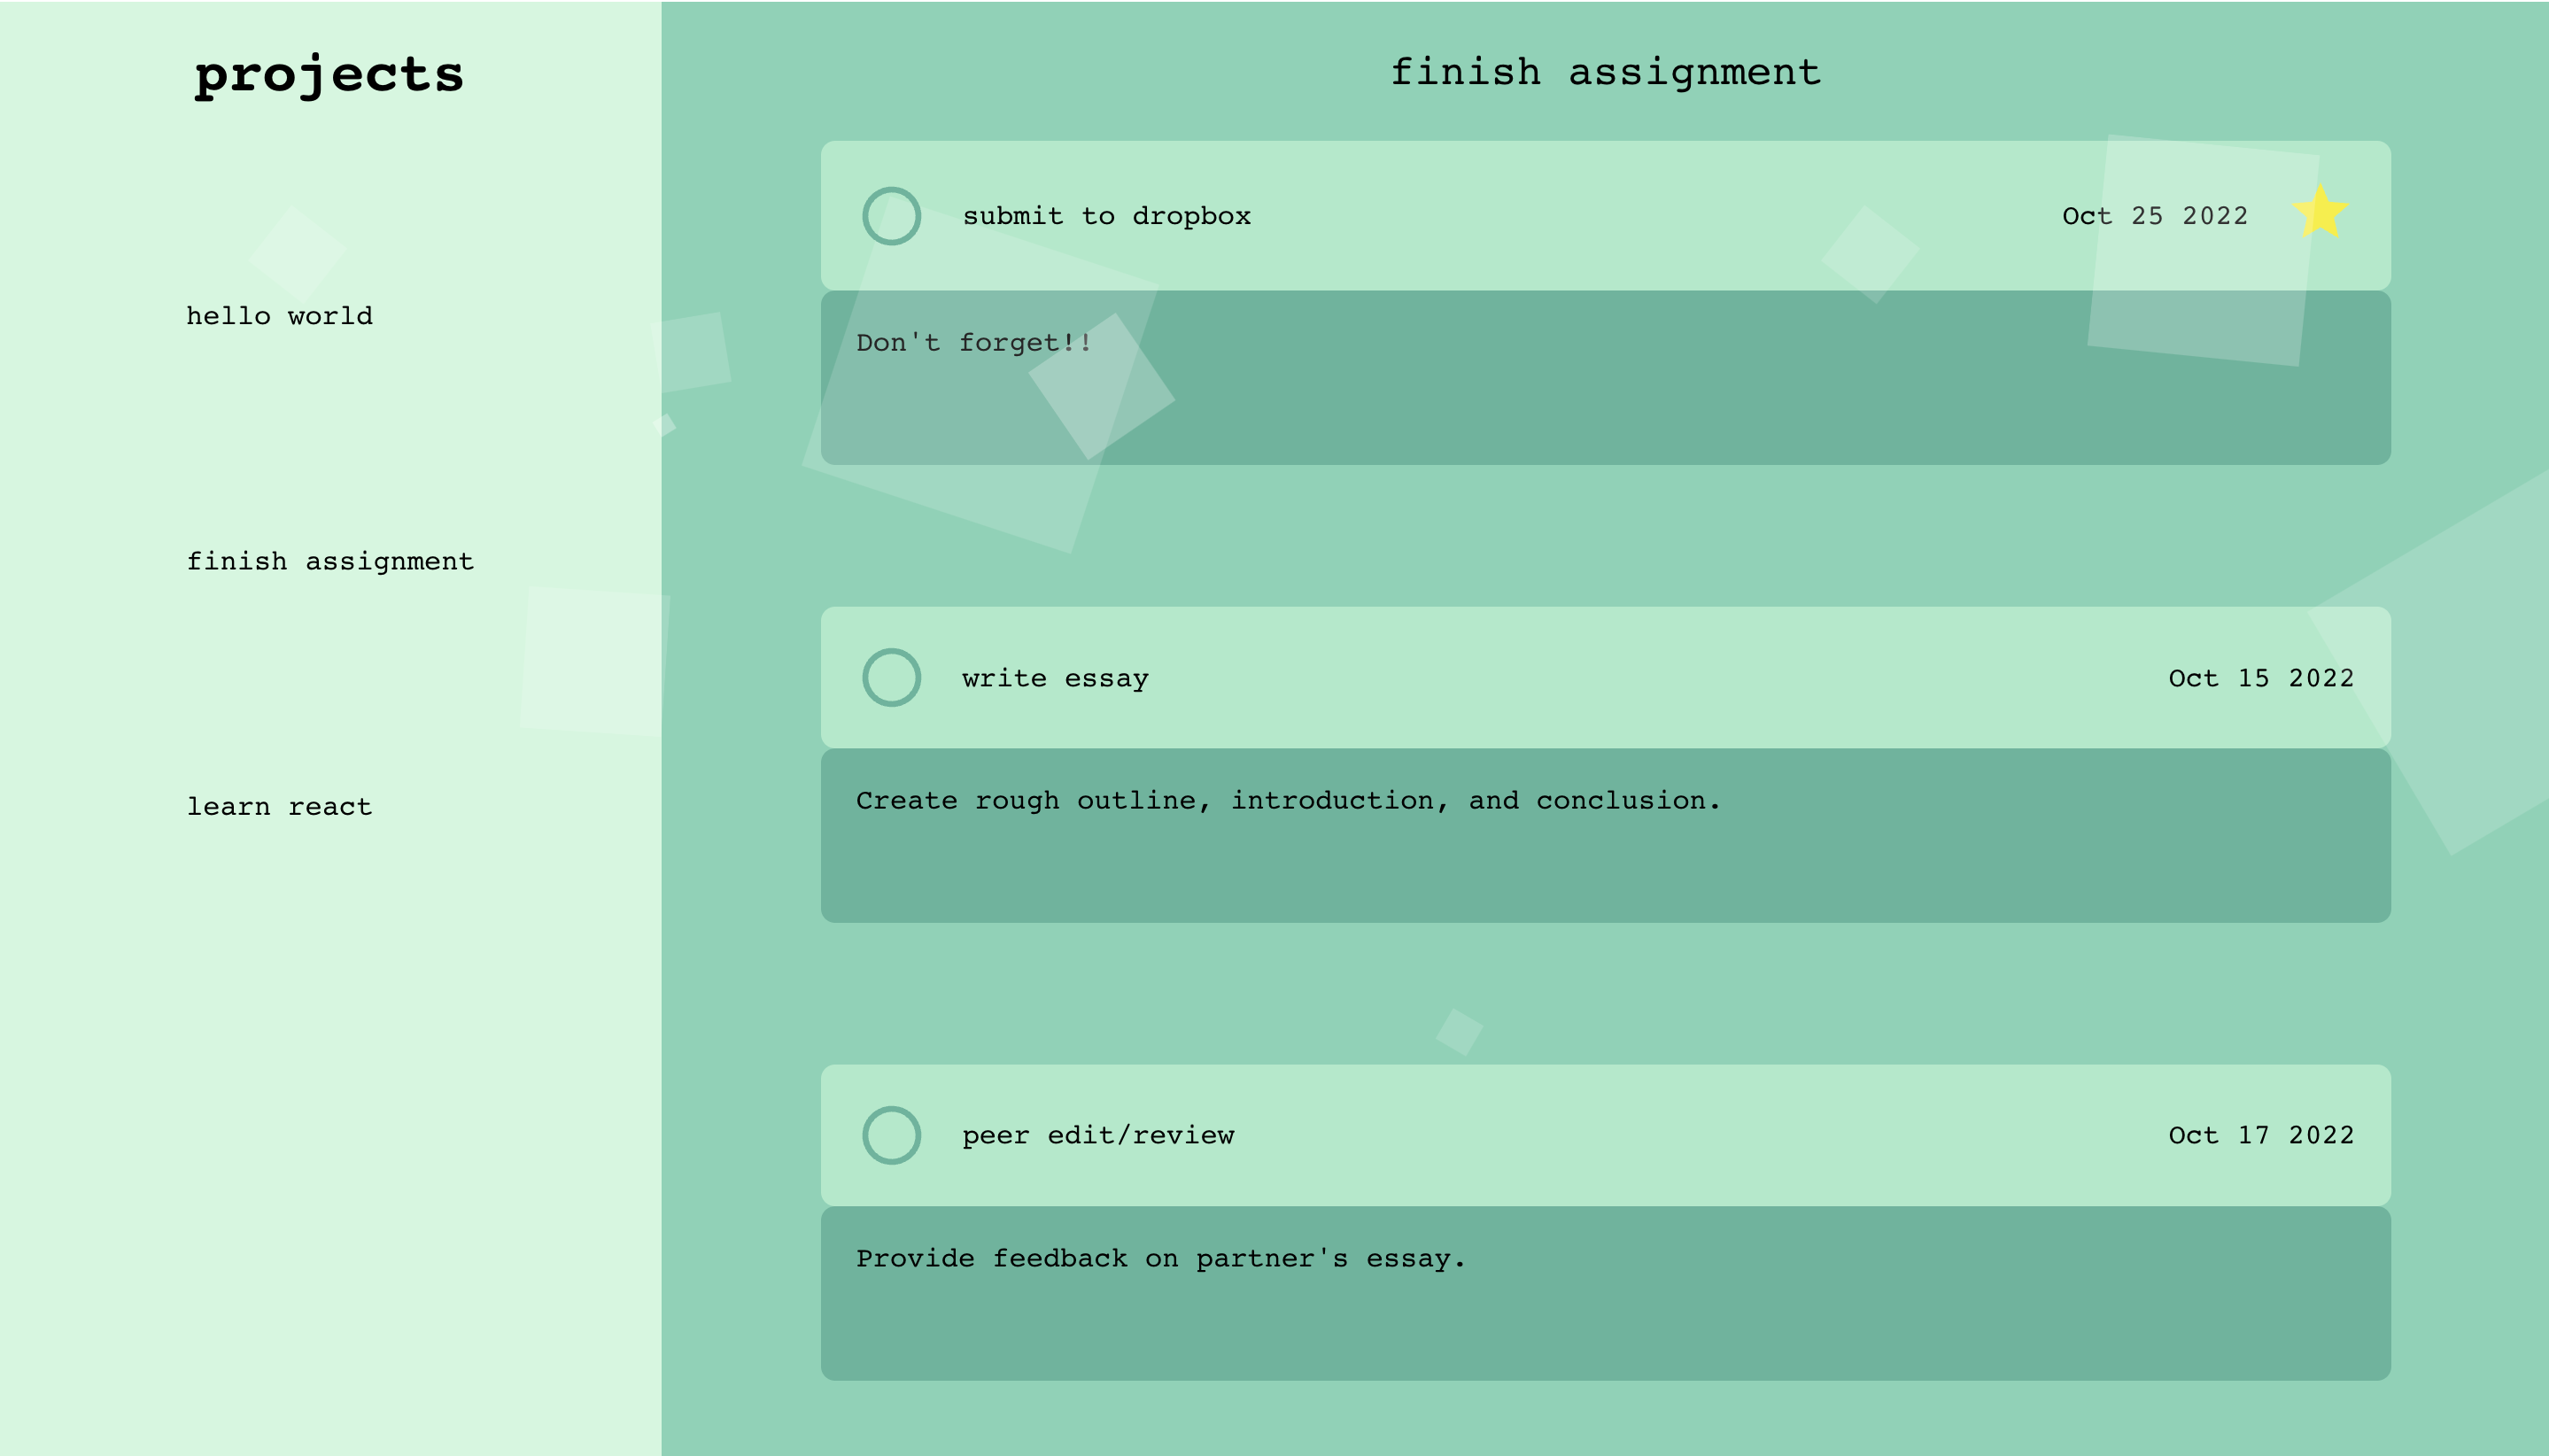 projects
hello world
finish assignment
learn react
finish assignment
submit to dropbox Oct 25 2022
Don't forget!!
write essay Oct 15 2022
Create rough outline, introduction, and conclusion.
peer edit/review Oct 17 2022
Provide feedback on partner's essay.